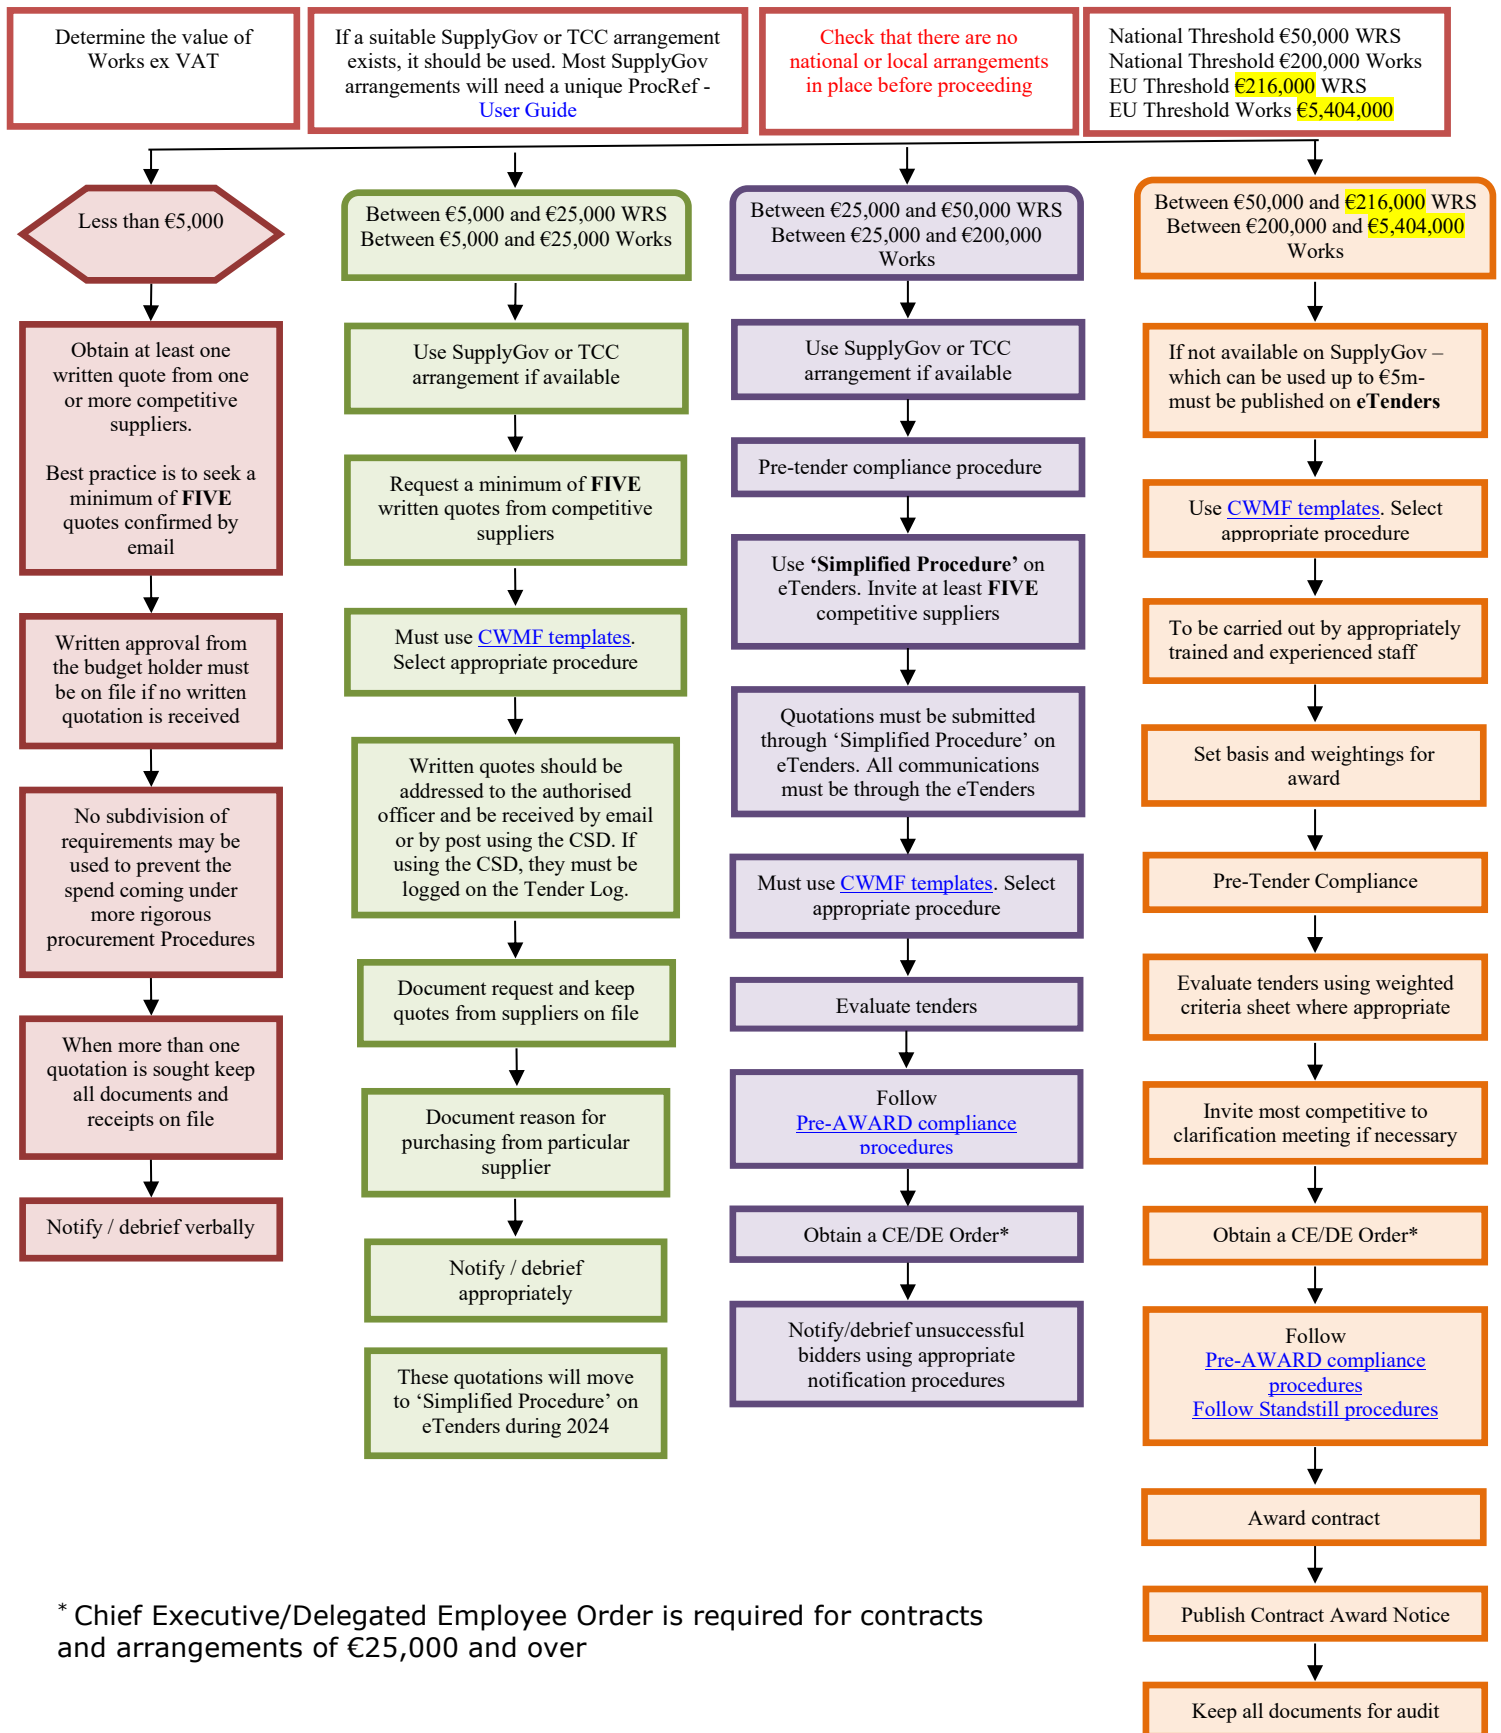 Determine the value of
Works ex VAT
If a suitable SupplyGov or TCC arrangement
exists, it should be used. Most SupplyGov
arrangements will need a unique ProcRef -
User Guide
Check that there are no
national or local arrangements
in place before proceeding
National Threshold €50,000 WRS
National Threshold €200,000 Works
EU Threshold €216,000 WRS
EU Threshold Works €5,404,000
Less than €5,000
Obtain at least one
written quote from one
or more competitive
suppliers.
Best practice is to seek a
minimum of FIVE
quotes confirmed by
email
Written approval from
the budget holder must
be on file if no written
quotation is received
No subdivision of
requirements may be
used to prevent the
spend coming under
more rigorous
procurement Procedures
When more than one
quotation is sought keep
all documents and
receipts on file
Notify / debrief verbally
Between €5,000 and €25,000 WRS
Between €5,000 and €25,000 Works
Use SupplyGov or TCC
arrangement if available
Request a minimum of FIVE
written quotes from competitive
suppliers
Must use CWMF templates.
Select appropriate procedure
Written quotes should be
addressed to the authorised
officer and be received by email
or by post using the CSD. If
using the CSD, they must be
logged on the Tender Log.
Document request and keep
quotes from suppliers on file
Document reason for
purchasing from particular
supplier
Notify / debrief
appropriately
These quotations will move
to ‘Simplified Procedure’ on
eTenders during 2024
Between €25,000 and €50,000 WRS
Between €25,000 and €200,000
Works
Use SupplyGov or TCC
arrangement if available
Pre-tender compliance procedure
Use ‘Simplified Procedure’ on
eTenders. Invite at least FIVE
competitive suppliers
Quotations must be submitted
through ‘Simplified Procedure’ on
eTenders. All communications
must be through the eTenders
Must use CWMF templates. Select
appropriate procedure
Evaluate tenders
Follow
Pre-AWARD compliance
procedures
Obtain a CE/DE Order*
Notify/debrief unsuccessful
bidders using appropriate
notification procedures
Between €50,000 and €216,000 WRS
Between €200,000 and €5,404,000
Works
If not available on SupplyGov –
which can be used up to €5m-
must be published on eTenders
Use CWMF templates. Select
appropriate procedure
To be carried out by appropriately
trained and experienced staff
Set basis and weightings for
award
Pre-Tender Compliance
Evaluate tenders using weighted
criteria sheet where appropriate
Invite most competitive to
clarification meeting if necessary
Obtain a CE/DE Order*
Follow
Pre-AWARD compliance
procedures
Follow Standstill procedures
Award contract
Publish Contract Award Notice
Keep all documents for audit
* Chief Executive/Delegated Employee Order is required for contracts
and arrangements of €25,000 and over